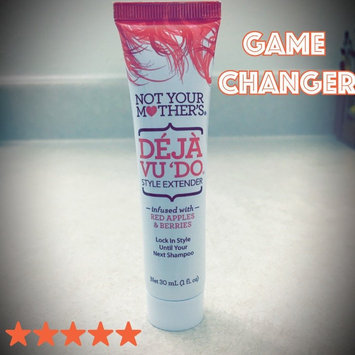 GAME
CHANGER
NOT YOUR
MOTHER'S®
DÉJÀ
VU 'DO®
STYLE EXTENDER
infused with
RED APPLES
& BERRIES
Lock In Style
Until Your
Next Shampoo
Net 30 mL (1 fl. oz)